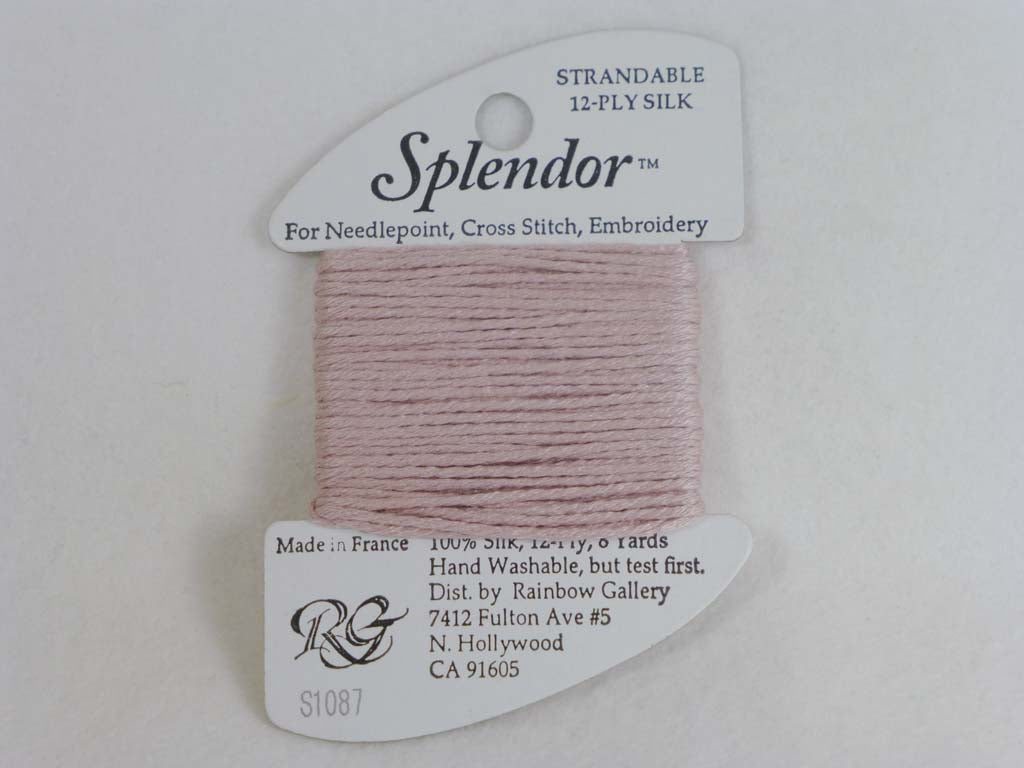 STRANDABLE
12-PLY SILK
Splendor™
For Needlepoint, Cross Stitch, Embroidery
Made in France
100% Silk, 12-Ply, 8 Yards
Hand Washable, but test first.
Dist. by Rainbow Gallery
7412 Fulton Ave #5
N. Hollywood
CA 91605
RG
S1087